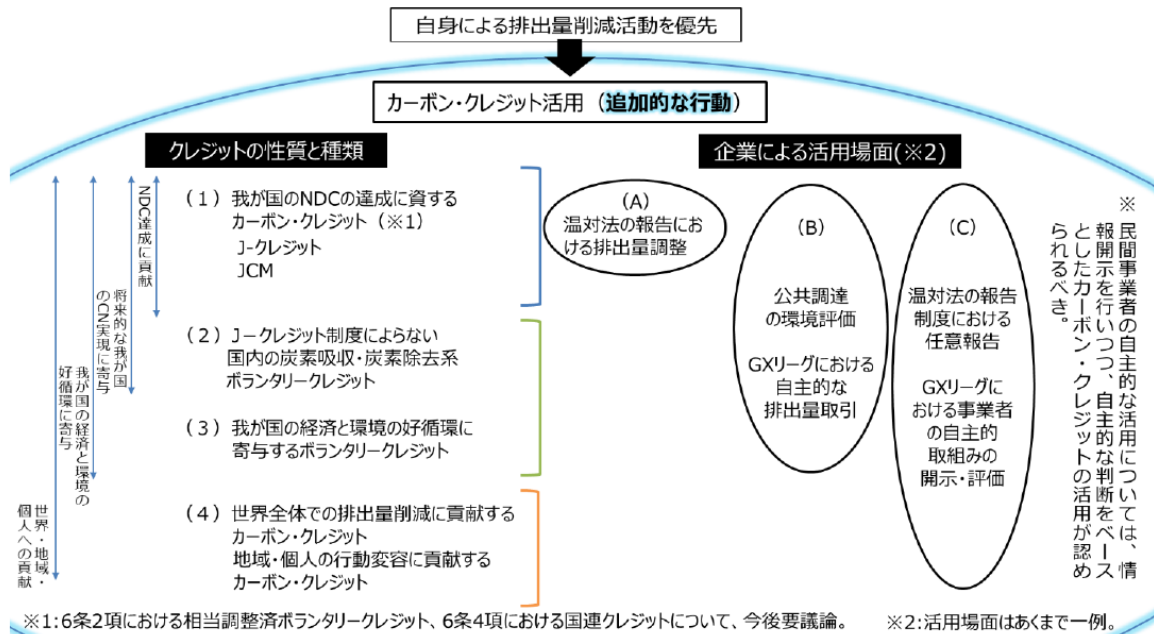 自身による排出量削減活動を優先
カーボン・クレジット活用（追加的な行動）
クレジットの性質と種類
企業による活用場面(※2)
NDC達成に貢献
将来的な我が国
のCN実現に寄与
我が国の経済と環境の
好循環に寄与
世界・地域・
個人への貢献
（１）我が国のNDCの達成に資する
カーボン・クレジット（※1）
J-クレジット
JCM
（２）J－クレジット制度によらない
国内の炭素吸収・炭素除去系
ボランタリークレジット
（３）我が国の経済と環境の好循環に
寄与するボランタリークレジット
（４）世界全体での排出量削減に貢献する
カーボン・クレジット
地域・個人の行動変容に貢献する
カーボン・クレジット
（A）
温対法の報告にお
ける排出量調整
（B）
公共調達
の環境評価
GXリーグにおける
自主的な
排出量取引
（C）
温対法の報告
制度における
任意報告
GXリーグに
おける事業者
の自主的
取組みの
開示・評価
※
民間事業者の自主的な活用については、情
報開示を行いつつ、自主的な判断をベース
としたカーボン・クレジットの活用が認め
られるべき。
※1:6条2項における相当調整済ボランタリークレジット、6条4項における国連クレジットについて、今後要議論。
※2:活用場面はあくまで一例。